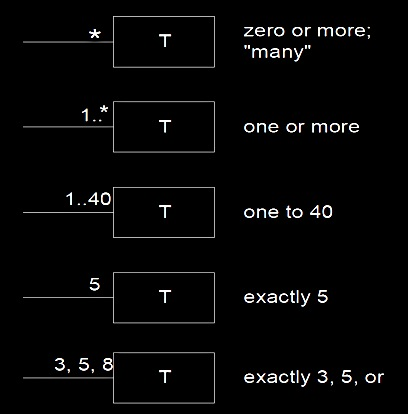 * T zero or more;
"many"
1..* T one or more
1..40 T one to 40
5 T exactly 5
3, 5, 8 T exactly 3, 5, or